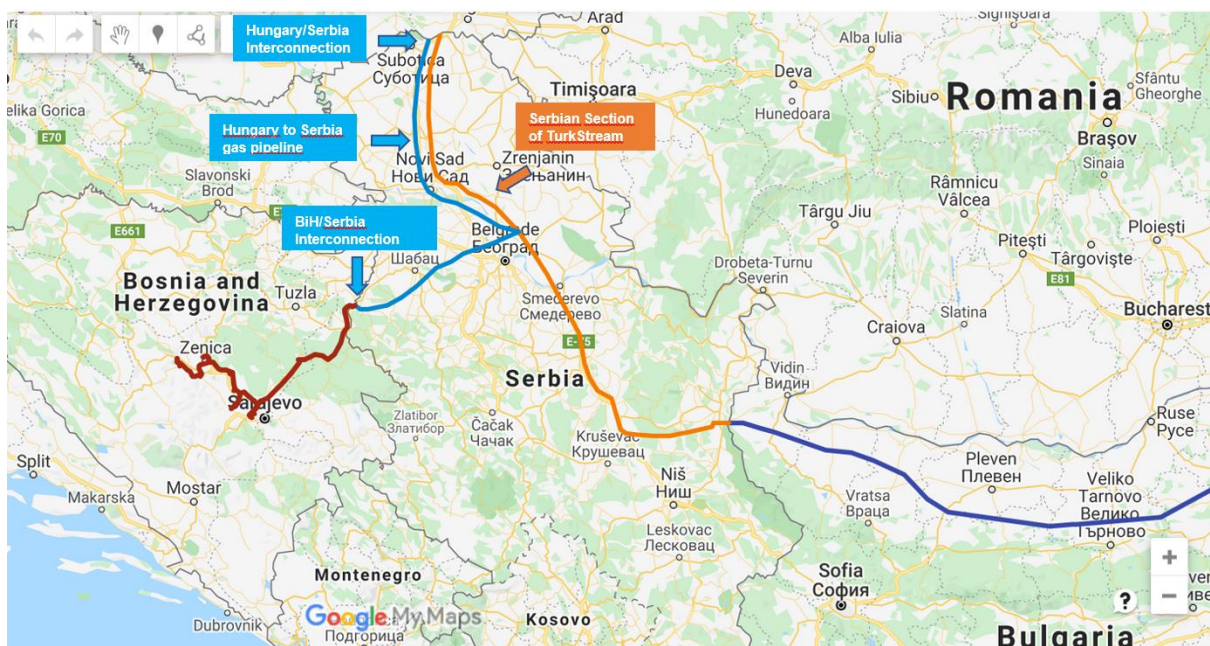 Hungary/Serbia
Interconnection
Arad
Sighișoara
Alba Iulia
Subotica
Суботица
Deva
Sfântu
Gheorghe
Timișoara
Sibiu
Romania
Hunedoara
elika Gorica
E70
Hungary to Serbia
gas pipeline
Serbian Section
of TurkStream
Brașov
Novi Sad
Нови Сад
Zrenjanin
Sinaia
Slavonski
Brod
Râmnicu
Vâlcea
Târgu Jiu
Ploiești
E661
BiH/Serbia
Interconnection
Belgrade
Београд
Pitești
Târgoviște
Шабац
Drobeta-Turnu
Severin
E81
Bosnia and
Herzegovina
Tuzla
Smederevo
Смедерево
Slatina
Bucharest
Craiova
E-75
Zenica
Vidin
Видин
Serbia
Sarajevo
Zlatibor
Златибор
Čačak
Чачак
Kruševac
Крушевац
Ruse
Русе
Split
Pleven
Плевен
Niš
Ниш
Veliko
Tarnovo
Велико
Търново
Makarska
Mostar
Vratsa
Враца
Leskovac
Лесковац
Montenegro
Sofia
София
+
−
?
Google My Maps
Dubrovnik
Подгорица
Kosovo
Bulgaria